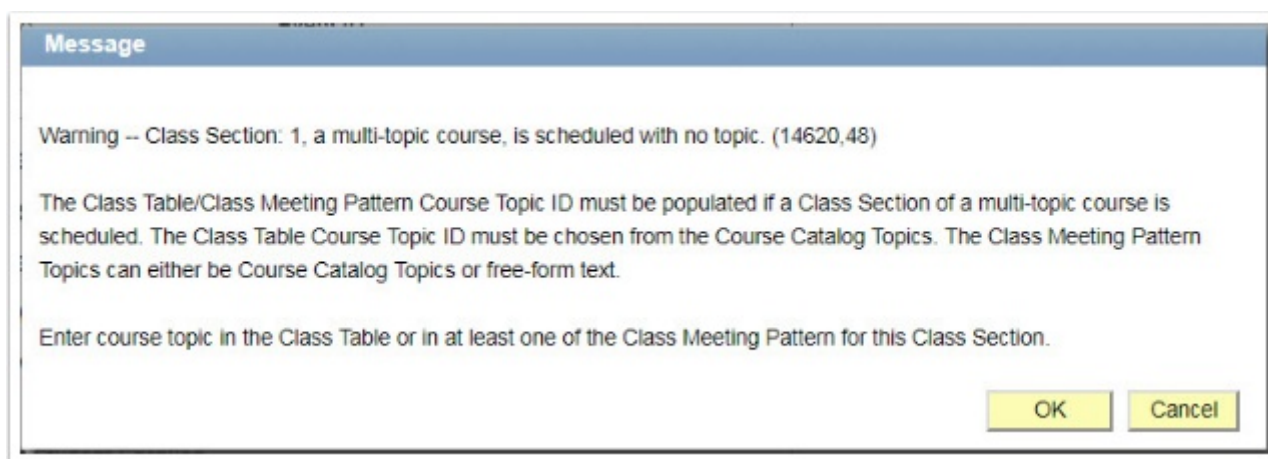 Message
Warning -- Class Section: 1, a multi-topic course, is scheduled with no topic. (14620,48)
The Class Table/Class Meeting Pattern Course Topic ID must be populated if a Class Section of a multi-topic course is
scheduled. The Class Table Course Topic ID must be chosen from the Course Catalog Topics. The Class Meeting Pattern
Topics can either be Course Catalog Topics or free-form text.
Enter course topic in the Class Table or in at least one of the Class Meeting Pattern for this Class Section.
OK Cancel